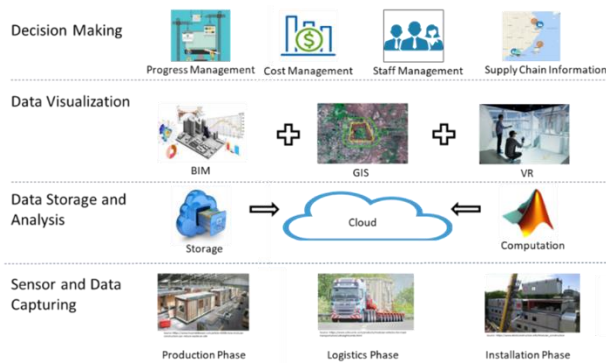 Decision Making
Progress Management
Cost Management
Staff Management
Supply Chain Information
Data Visualization
BIM
GIS
VR
Data Storage and
Analysis
Storage
Cloud
Computation
Sensor and Data
Capturing
Production Phase
Logistics Phase
Installation Phase